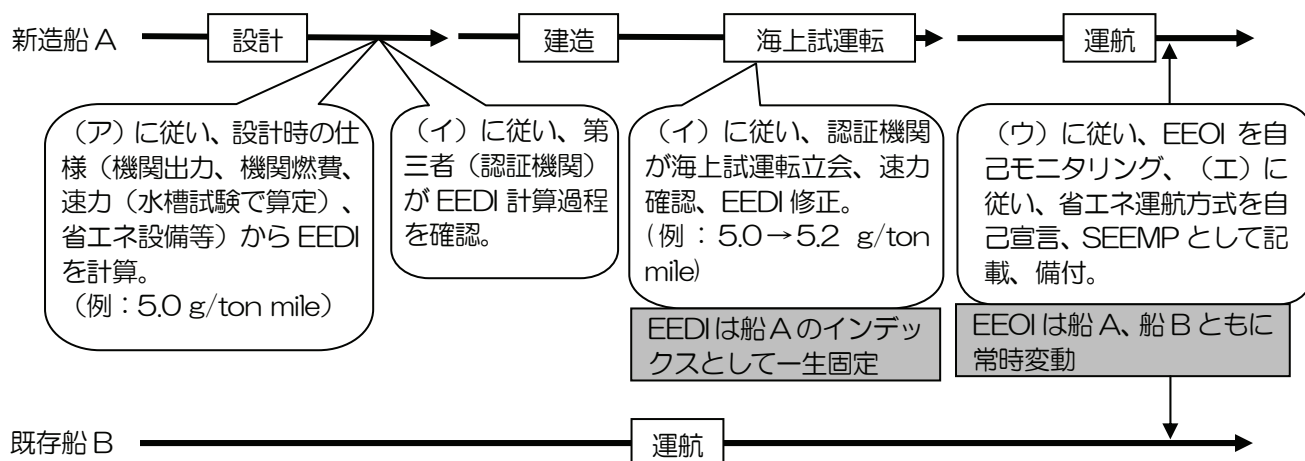 新造船 A
設計
建造
海上試運転
運航
（ア）に従い、設計時の仕
様（機関出力、機関燃費、
速力（水槽試験で算定）、
省エネ設備等）から EEDI
を計算。
（例：5.0 g/ton mile）
（イ）に従い、第
三者（認証機関）
が EEDI 計算過程
を確認。
（イ）に従い、認証機関
が海上試運転立会、速力
確認、EEDI 修正。
(例：5.0→5.2 g/ton
mile)
（ウ）に従い、EEOI を自
己モニタリング、（エ）に
従い、省エネ運航方式を自
己宣言、SEEMP として記
載、備付。
EEDIは船 A のインデッ
クスとして一生固定
EEOI は船 A、船 B ともに
常時変動
既存船 B
運航